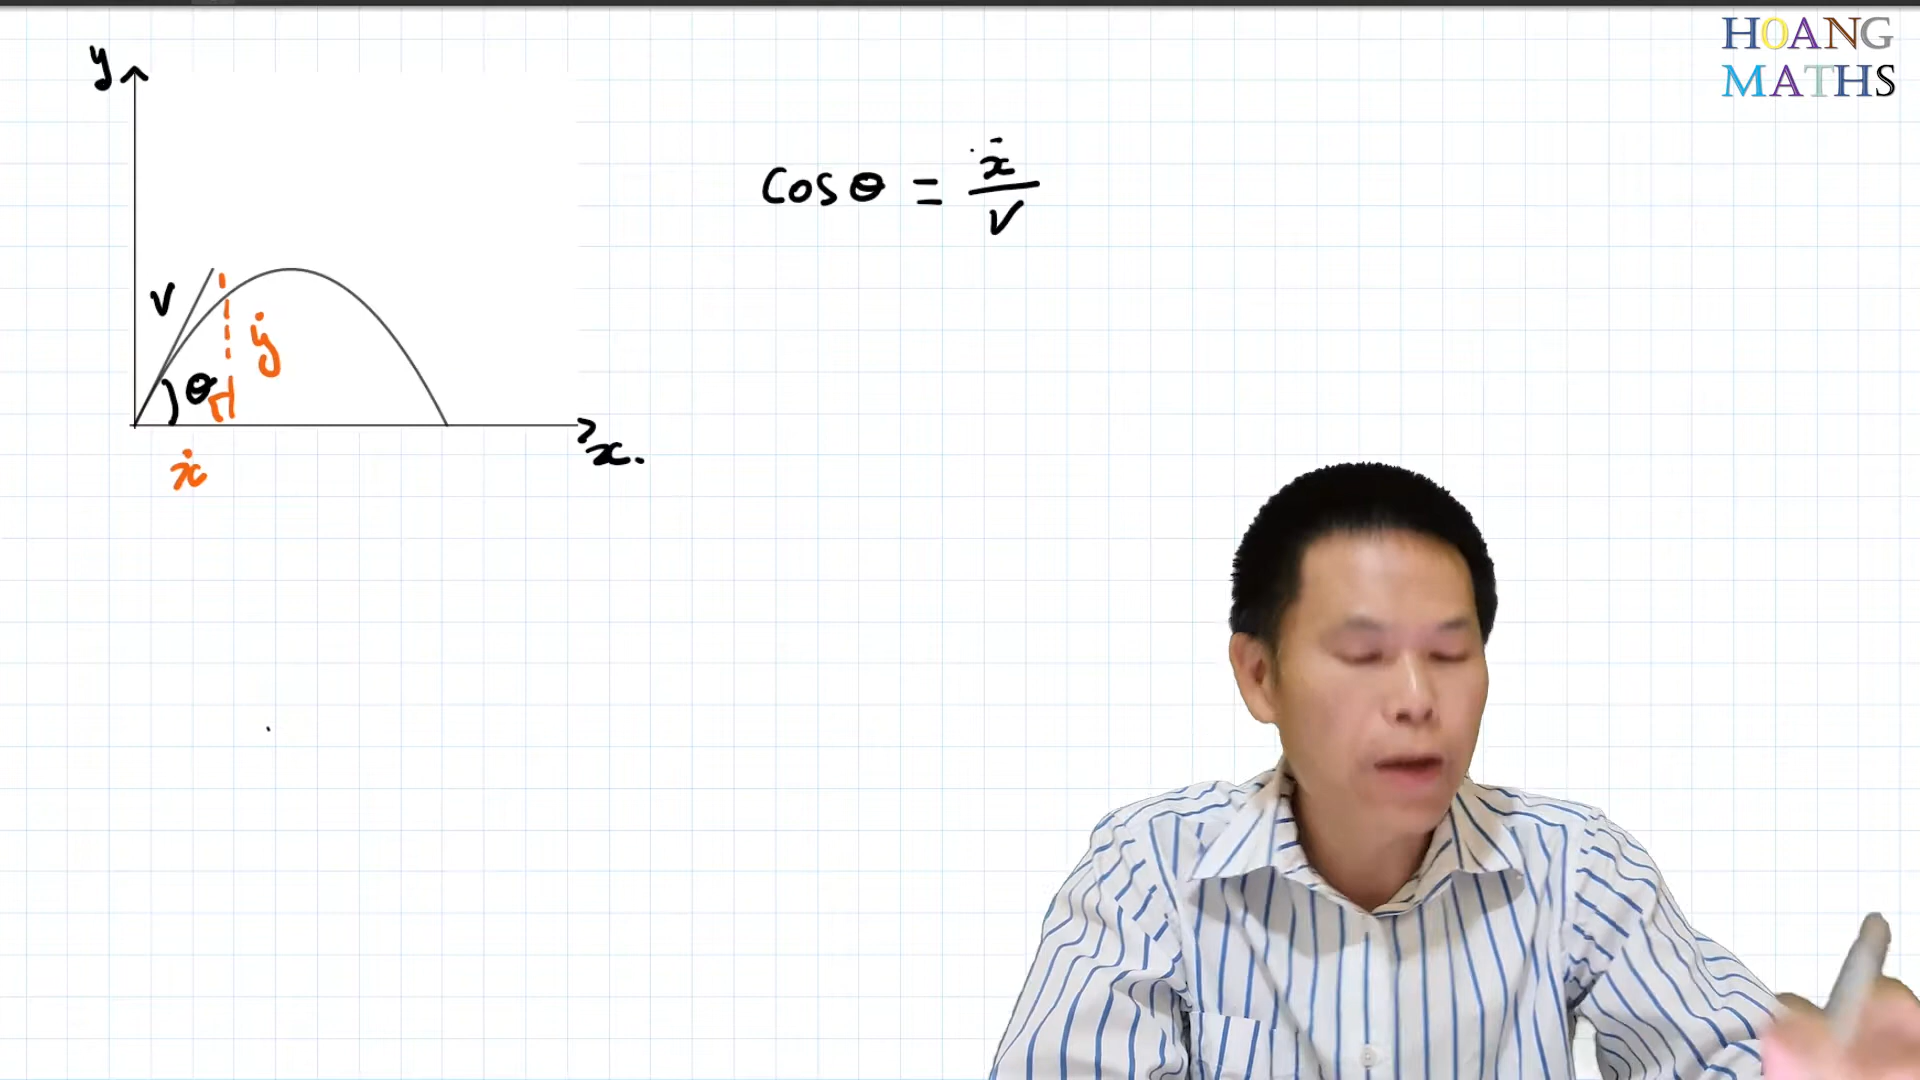 HOANG
MATHS
y
cos θ = ẋ / V
V
ẏ
θ
x.
ẋ